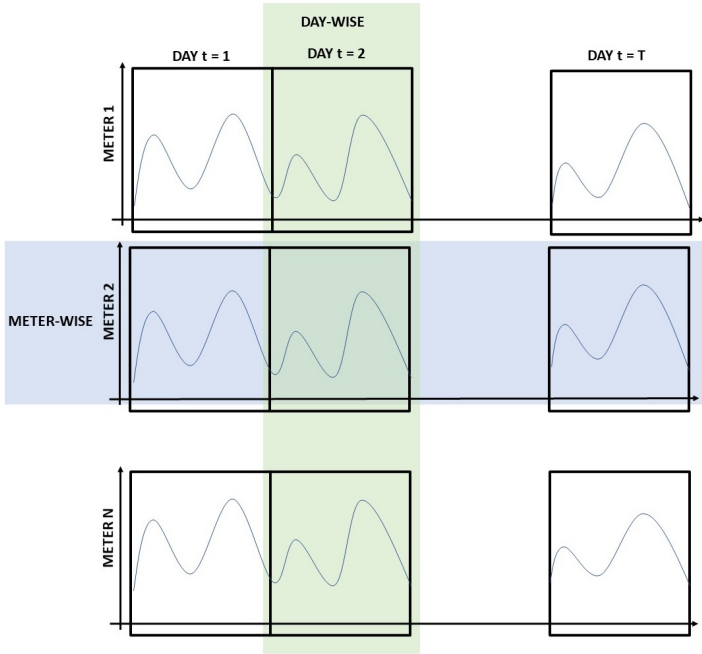 DAY-WISE
DAY t = 1
DAY t = 2
DAY t = T
METER 1
METER-WISE
METER 2
METER N